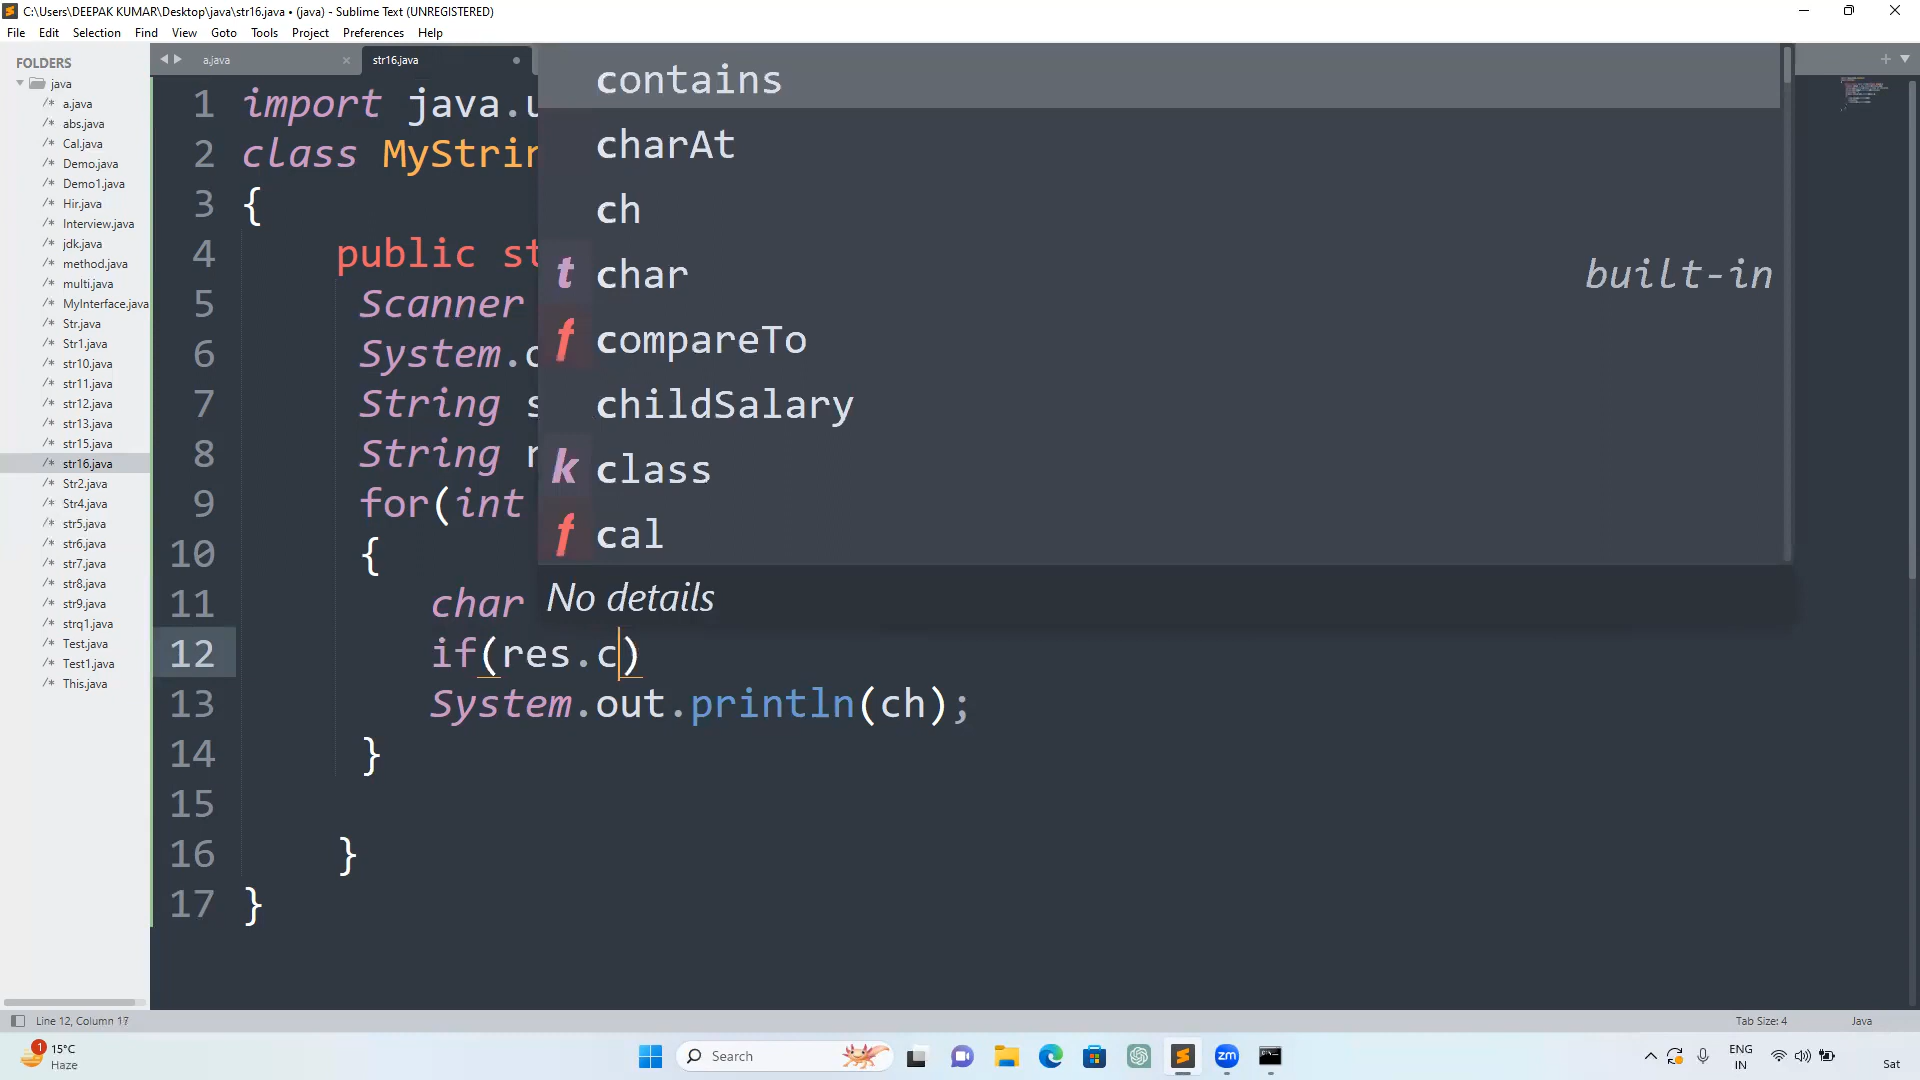 C:\Users\DEEPAK KUMAR\Desktop\java\str16.java • (java) - Sublime Text (UNREGISTERED)
File Edit Selection Find View Goto Tools Project Preferences Help
FOLDERS
java
/* a.java
/* abs.java
/* Cal.java
/* Demo.java
/* Demo1.java
/* Hir.java
/* Interview.java
/* jdk.java
/* method.java
/* multi.java
/* MyInterface.java
/* Str.java
/* Str1.java
/* str10.java
/* str11.java
/* str12.java
/* str13.java
/* str15.java
/* str16.java
/* Str2.java
/* Str4.java
/* str5.java
/* str6.java
/* str7.java
/* str8.java
/* str9.java
/* strq1.java
/* Test.java
/* Test1.java
/* This.java
a.java
str16.java
1 import java.u
2 class MyStrin
3 {
4 public st
5 Scanner
6 System.o
7 String s
8 String r
9 for(int
10 {
11 char
12 if(res.c)
13 System.out.println(ch);
14 }
15
16 }
17 }
contains
charAt
ch
t char built-in
f compareTo
childSalary
k class
f cal
No details
Line 12, Column 17
Tab Size: 4
Java
1
15°C
Haze
Search
zm
ENG
IN
Sat